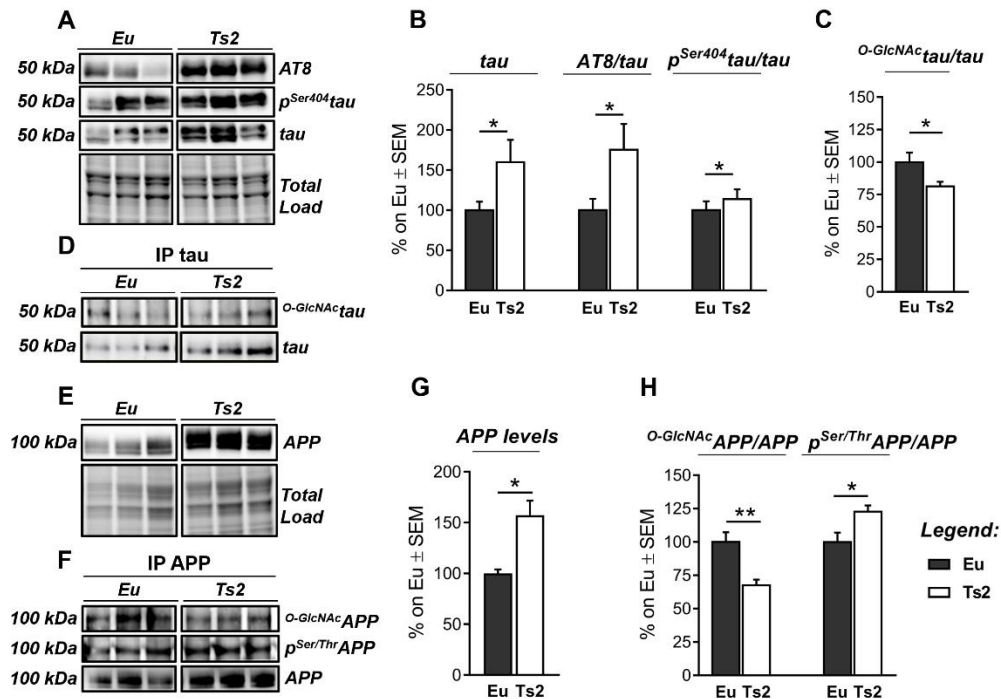 A
Eu Ts2
50 kDa AT8
50 kDa pSer404tau
50 kDa tau
Total
Load
B
tau AT8/tau pSer404tau/tau
% on Eu ± SEM
250
200
150
100
50
0
* * *
Eu Ts2 Eu Ts2 Eu Ts2
C
O-GlcNActau/tau
% on Eu ± SEM
125
100
75
50
25
0
*
Eu Ts2
D
IP tau
Eu Ts2
50 kDa O-GlcNActau
50 kDa tau
E
Eu Ts2
100 kDa APP
Total
Load
F
IP APP
Eu Ts2
100 kDa O-GlcNAcAPP
100 kDa pSer/ThrAPP
100 kDa APP
G
APP levels
% on Eu ± SEM
200
150
100
50
0
*
Eu Ts2
H
O-GlcNAcAPP/APP pSer/ThrAPP/APP
% on Eu ± SEM
150
125
100
75
50
25
0
** *
Eu Ts2 Eu Ts2
Legend:
Eu
Ts2